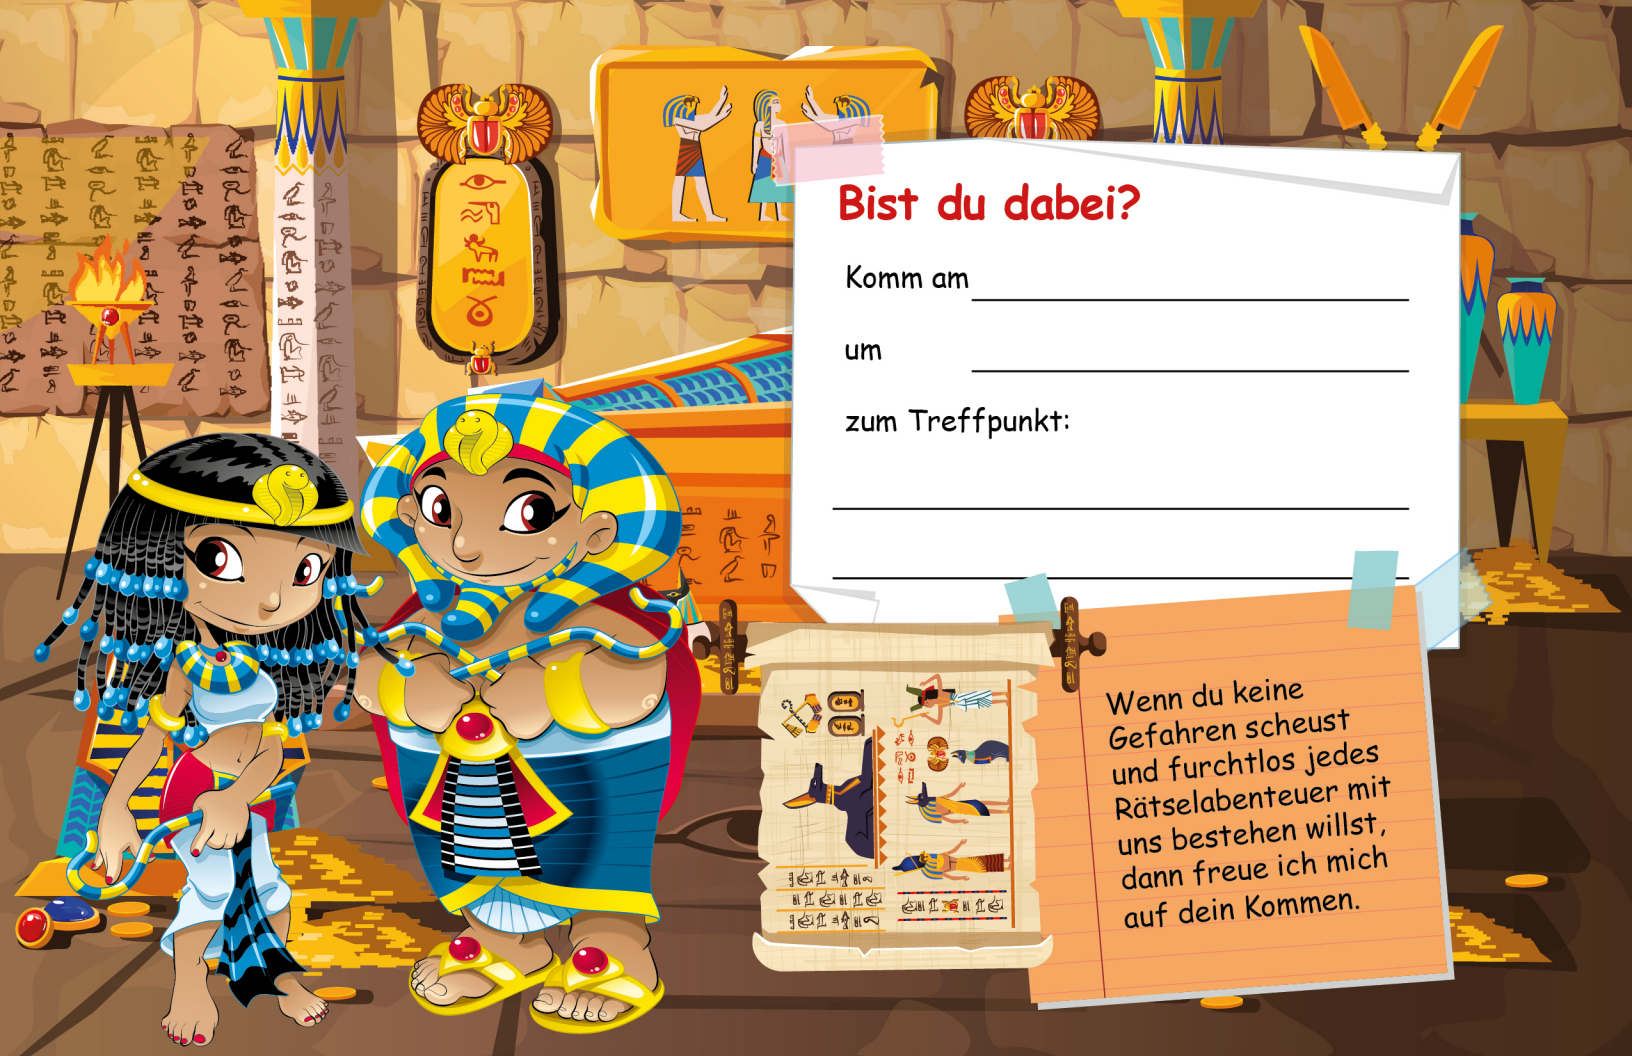 Bist du dabei?
Komm am
um
zum Treffpunkt:
Wenn du keine
Gefahren scheust
und furchtlos jedes
Rätselabenteuer mit
uns bestehen willst,
dann freue ich mich
auf dein Kommen.